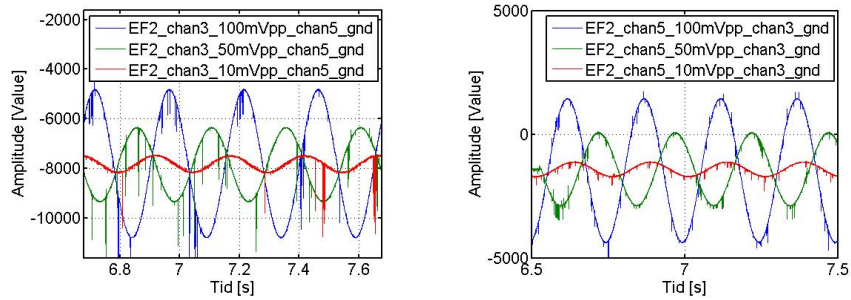 -2000
-4000
-6000
-8000
-10000
Amplitude [Value]
EF2_chan3_100mVpp_chan5_gnd
EF2_chan3_50mVpp_chan5_gnd
EF2_chan3_10mVpp_chan5_gnd
6.8 7 7.2 7.4 7.6
Tid [s]
5000
0
-5000
Amplitude [Value]
EF2_chan5_100mVpp_chan3_gnd
EF2_chan5_50mVpp_chan3_gnd
EF2_chan5_10mVpp_chan3_gnd
6.5 7 7.5
Tid [s]